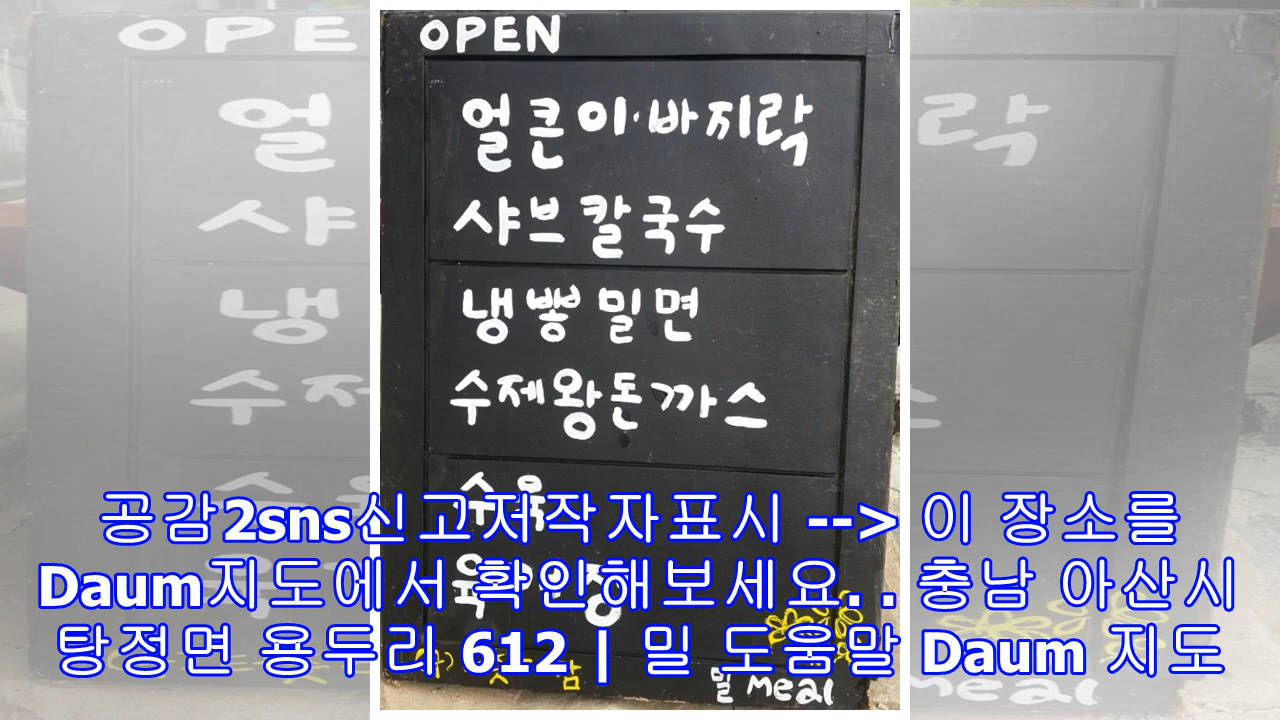 OPEN
얼큰이·바지락
샤브칼국수
냉뽕밀면
수제왕돈까스
수육
공감2sns신고저작자표시 --> 이 장소를
Daum지도에서 확인해보세요. . 충남 아산시
탕정면 용두리 612 | 밀 도움말 Daum 지도
밀 meal